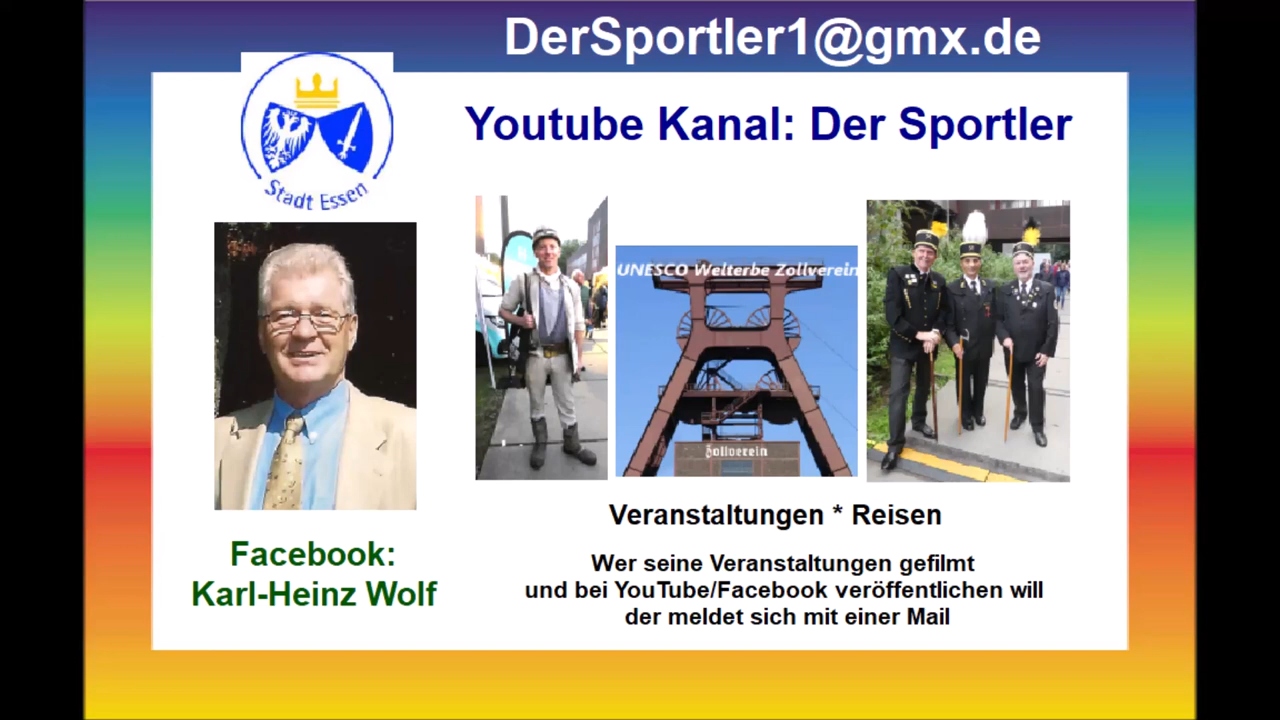 DerSportler1@gmx.de
Youtube Kanal: Der Sportler
Stadt Essen
UNESCO Welterbe Zollverein
Zollverein
Veranstaltungen * Reisen
Facebook:
Karl-Heinz Wolf
Wer seine Veranstaltungen gefilmt
und bei YouTube/Facebook veröffentlichen will
der meldet sich mit einer Mail